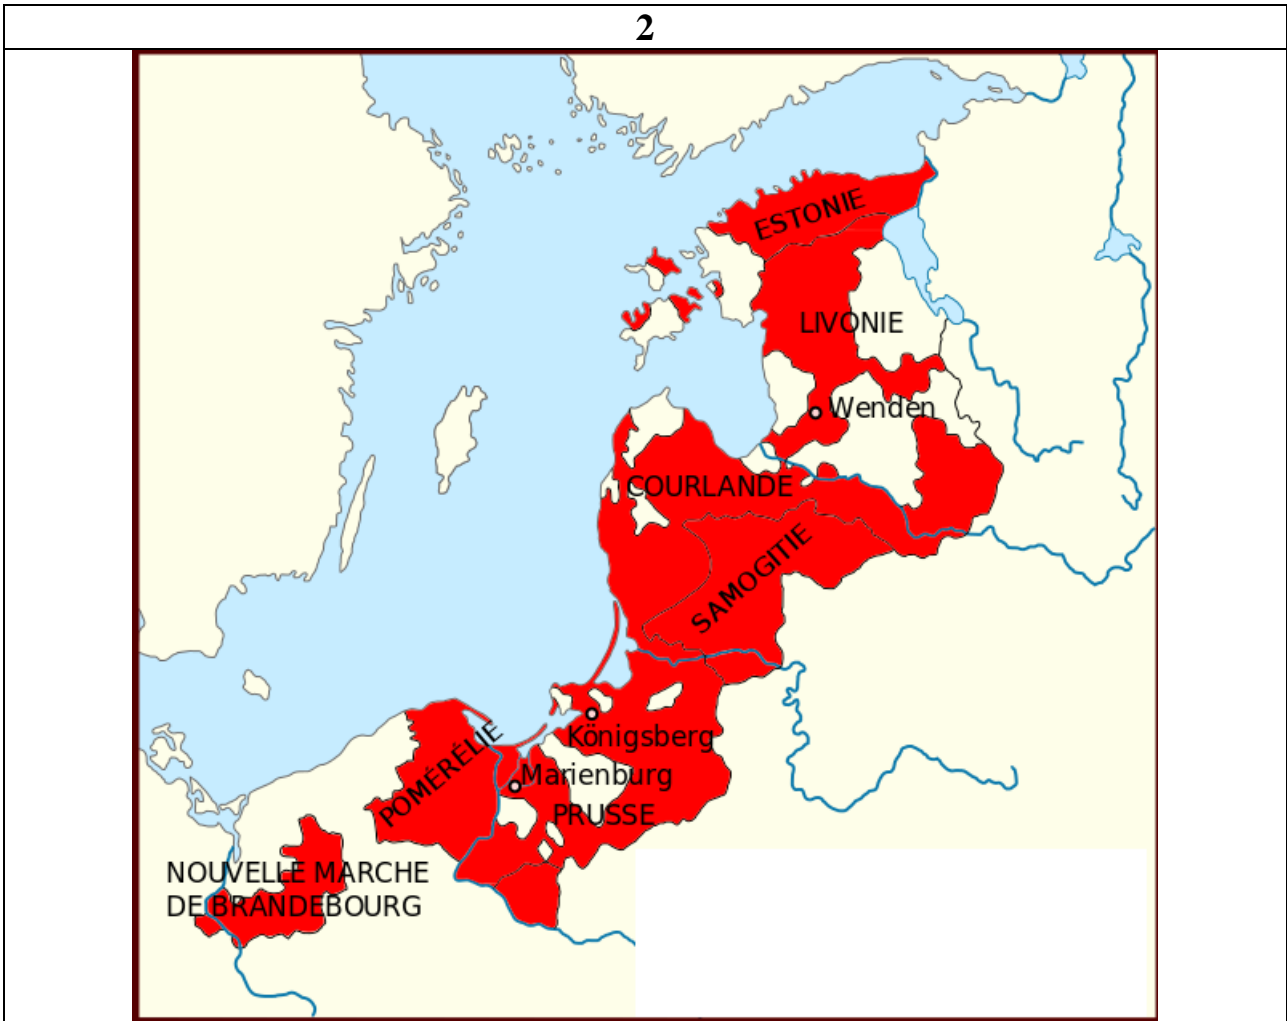 2
ESTONIE
LIVONIE
Wenden
COURLANDE
SAMOGITIE
Königsberg
POMÉRÉLIE
Marienburg
PRUSSE
NOUVELLE MARCHE
DE BRANDEBOURG